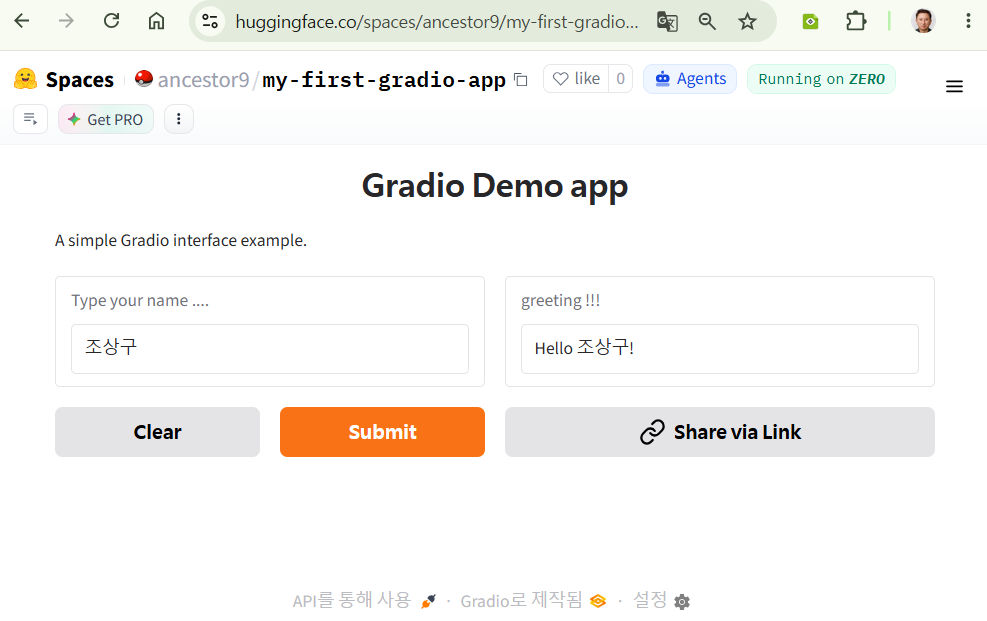 huggingface.co/spaces/ancestor9/my-first-gradio...
Spaces ancestor9/my-first-gradio-app like 0 Agents Running on ZERO
Get PRO
Gradio Demo app
A simple Gradio interface example.
Type your name ....
조상구
greeting !!!
Hello 조상구!
Clear
Submit
Share via Link
API를 통해 사용 · Gradio로 제작됨 · 설정